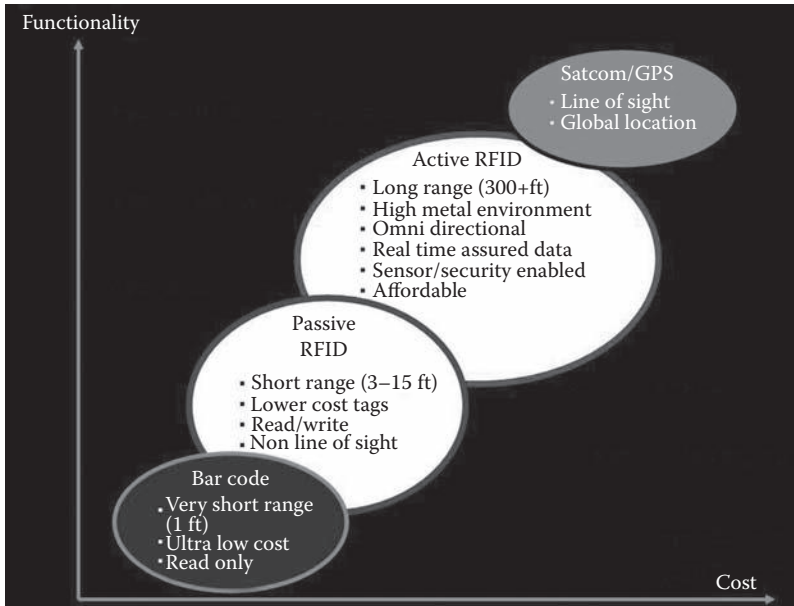 Functionality
Satcom/GPS
· Line of sight
· Global location
Active RFID
▪ Long range (300+ft)
▪ High metal environment
▪ Omni directional
▪ Real time assured data
▪ Sensor/security enabled
▪ Affordable
Passive
RFID
▪ Short range (3–15 ft)
▪ Lower cost tags
▪ Read/write
▪ Non line of sight
Bar code
▪ Very short range
(1 ft)
▪ Ultra low cost
▪ Read only
Cost